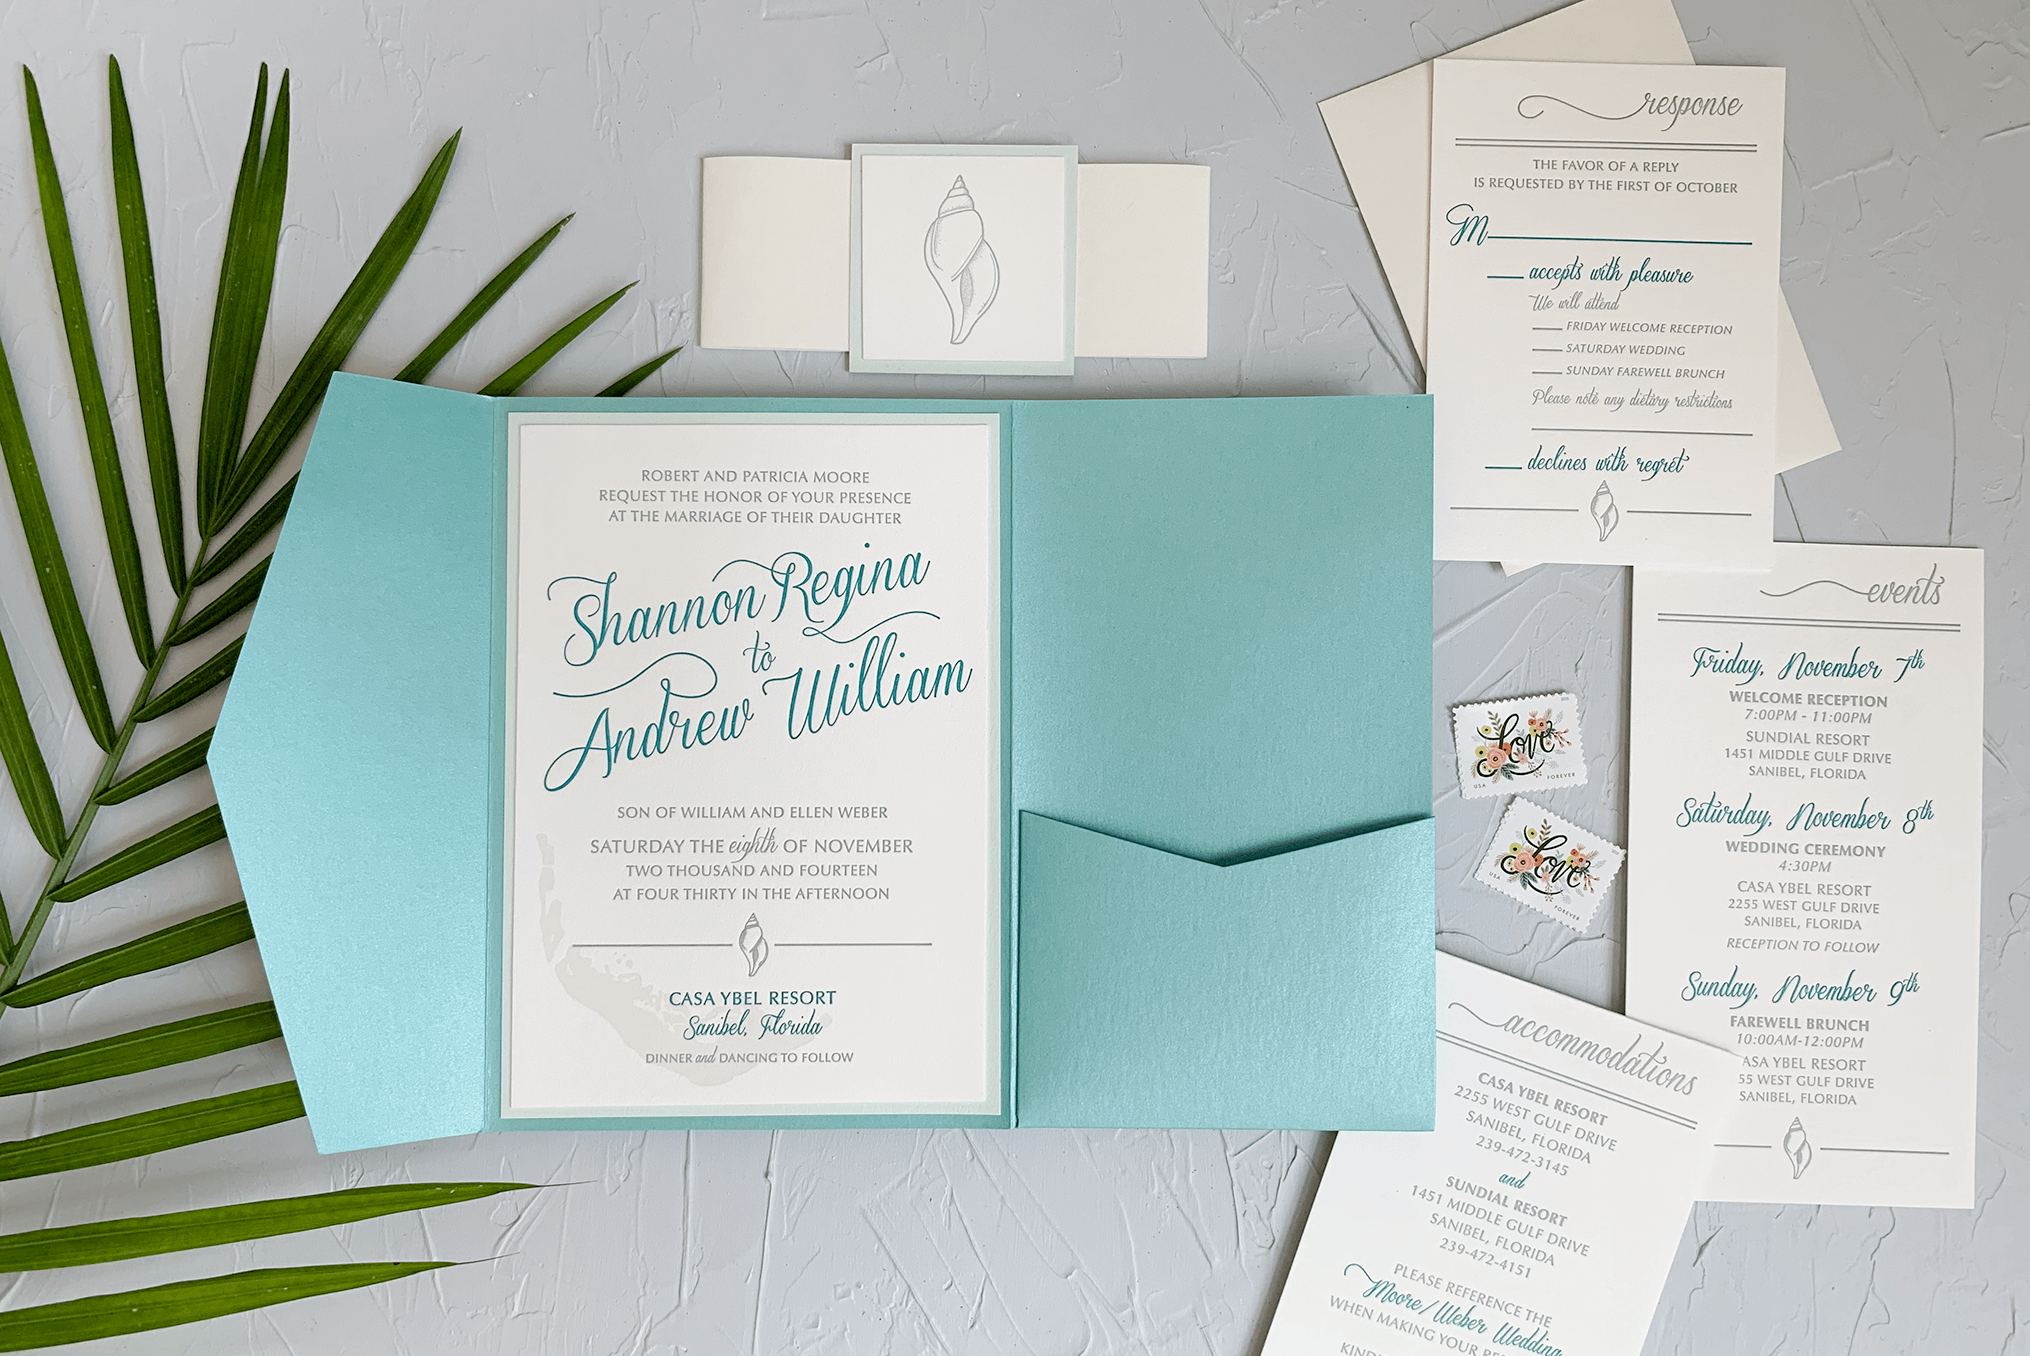 ROBERT AND PATRICIA MOORE
REQUEST THE HONOR OF YOUR PRESENCE
AT THE MARRIAGE OF THEIR DAUGHTER
Shannon Regina
to
Andrew William
SON OF WILLIAM AND ELLEN WEBER
SATURDAY THE eighth OF NOVEMBER
TWO THOUSAND AND FOURTEEN
AT FOUR THIRTY IN THE AFTERNOON
CASA YBEL RESORT
Sanibel, Florida
DINNER and DANCING TO FOLLOW
response
THE FAVOR OF A REPLY
IS REQUESTED BY THE FIRST OF OCTOBER
M
accepts with pleasure
We will attend
FRIDAY WELCOME RECEPTION
SATURDAY WEDDING
SUNDAY FAREWELL BRUNCH
Please note any dietary restrictions
declines with regret
love
USA FOREVER
love
USA FOREVER
events
Friday, November 7th
WELCOME RECEPTION
7:00PM - 11:00PM
SUNDIAL RESORT
1451 MIDDLE GULF DRIVE
SANIBEL, FLORIDA
Saturday, November 8th
WEDDING CEREMONY
4:30PM
CASA YBEL RESORT
2255 WEST GULF DRIVE
SANIBEL, FLORIDA
RECEPTION TO FOLLOW
Sunday, November 9th
FAREWELL BRUNCH
10:00AM-12:00PM
ASA YBEL RESORT
55 WEST GULF DRIVE
SANIBEL, FLORIDA
accommodations
CASA YBEL RESORT
2255 WEST GULF DRIVE
SANIBEL, FLORIDA
239-472-3145
and
SUNDIAL RESORT
1451 MIDDLE GULF DRIVE
SANIBEL, FLORIDA
239-472-4151
PLEASE REFERENCE THE
Moore/Weber Wedding
WHEN MAKING YOUR RE